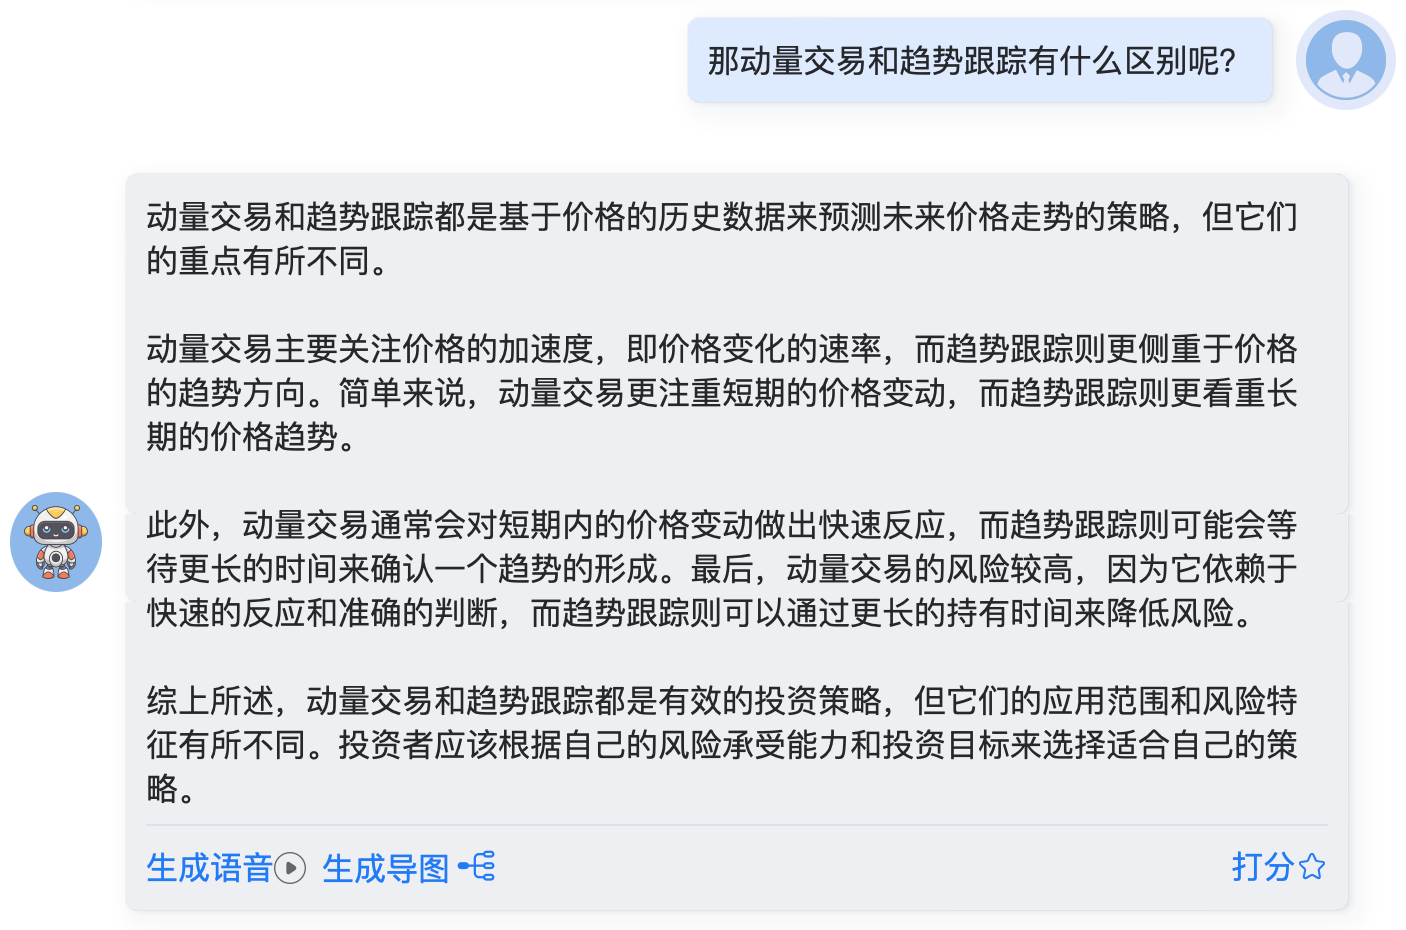 那动量交易和趋势跟踪有什么区别呢?
动量交易和趋势跟踪都是基于价格的历史数据来预测未来价格走势的策略，但它们
的重点有所不同。
动量交易主要关注价格的加速度，即价格变化的速率，而趋势跟踪则更侧重于价格
的趋势方向。简单来说，动量交易更注重短期的价格变动，而趋势跟踪则更看重长
期的价格趋势。
此外，动量交易通常会对短期内的价格变动做出快速反应，而趋势跟踪则可能会等
待更长的时间来确认一个趋势的形成。最后，动量交易的风险较高，因为它依赖于
快速的反应和准确的判断，而趋势跟踪则可以通过更长的持有时间来降低风险。
综上所述，动量交易和趋势跟踪都是有效的投资策略，但它们的应用范围和风险特
征有所不同。投资者应该根据自己的风险承受能力和投资目标来选择适合自己的策
略。
生成语音 生成导图 打分